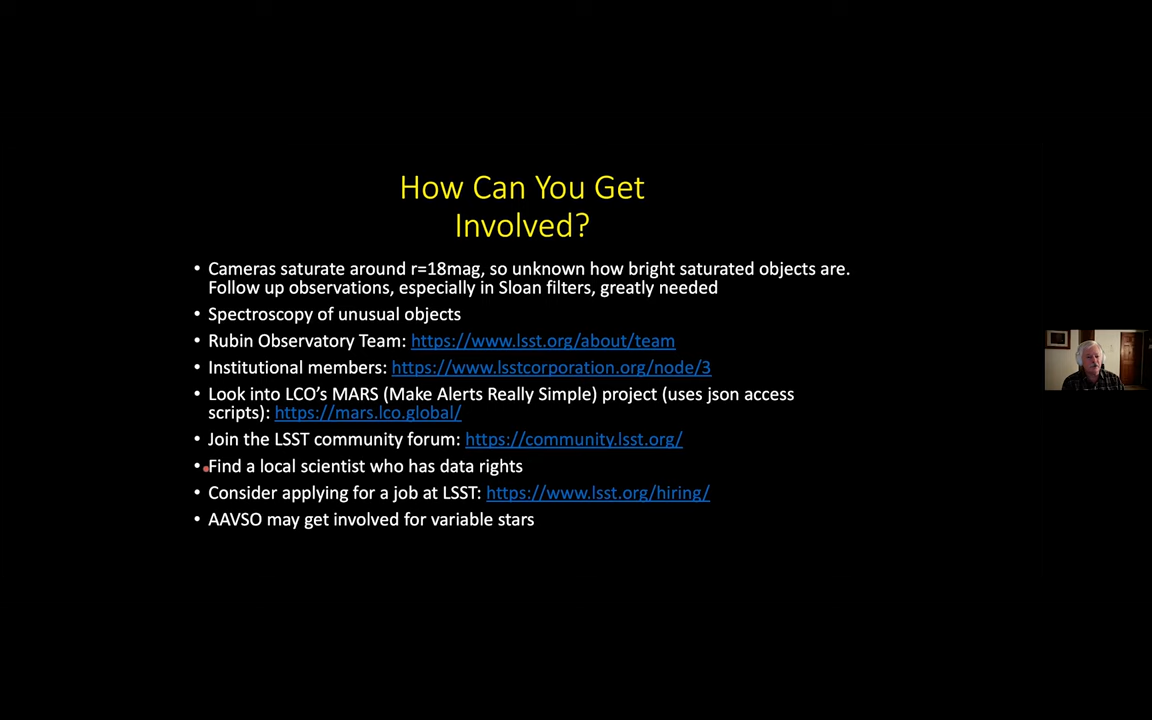 How Can You Get
Involved?
• Cameras saturate around r=18mag, so unknown how bright saturated objects are.
Follow up observations, especially in Sloan filters, greatly needed
• Spectroscopy of unusual objects
• Rubin Observatory Team: https://www.lsst.org/about/team
• Institutional members: https://www.lsstcorporation.org/node/3
• Look into LCO’s MARS (Make Alerts Really Simple) project (uses json access
scripts): https://mars.lco.global/
• Join the LSST community forum: https://community.lsst.org/
• Find a local scientist who has data rights
• Consider applying for a job at LSST: https://www.lsst.org/hiring/
• AAVSO may get involved for variable stars